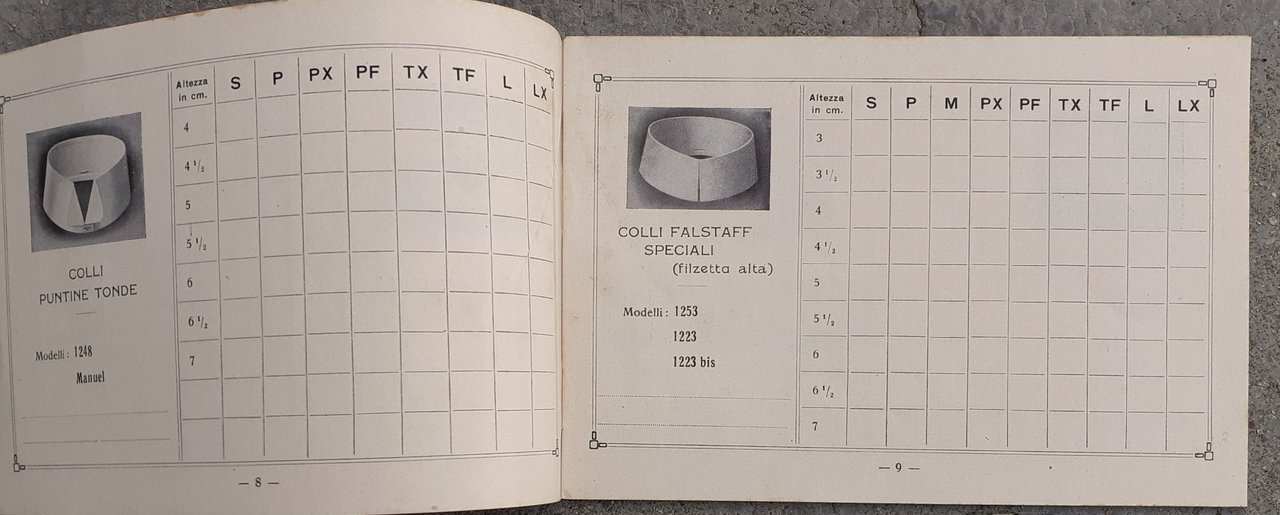 COLLI
PUNTINE TONDE
Modelli : 1248
Manuel
Altezza
in cm.
S P PX PF TX TF L LX
4
4 1/2
5
5 1/2
6
6 1/2
7
— 8 —
COLLI FALSTAFF
SPECIALI
(filzetta alta)
Modelli : 1253
1223
1223 bis
Altezza
in cm.
S P M PX PF TX TF L LX
3
3 1/2
4
4 1/2
5
5 1/2
6
6 1/2
7
— 9 —